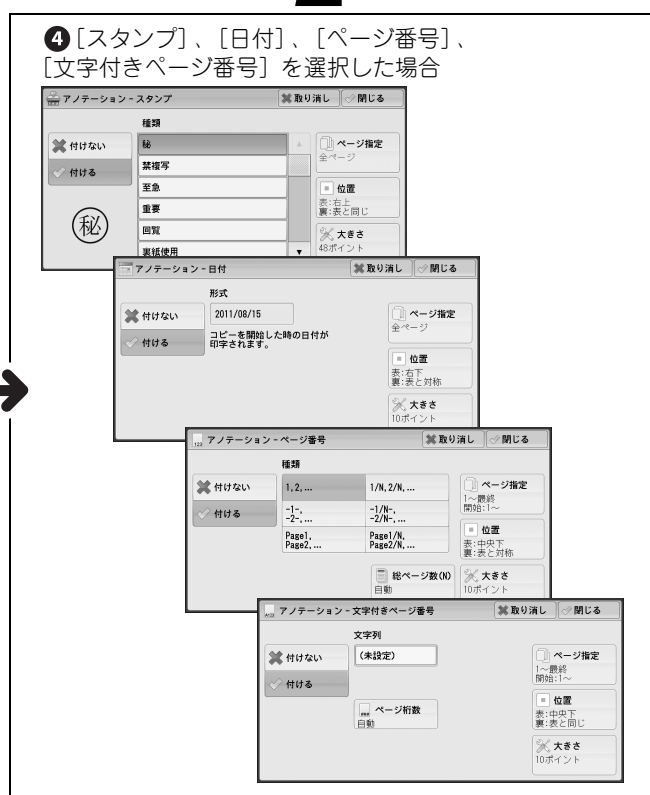 ❹[スタンプ]、[日付]、[ページ番号]、
[文字付きページ番号] を選択した場合
アノテーション - スタンプ
取り消し
閉じる
種類
付けない
付ける
秘
禁複写
至急
重要
回覧
裏紙使用
㊙
ページ指定
全ページ
位置
表:右上
裏:表と同じ
大きさ
48ポイント
アノテーション - 日付
取り消し
閉じる
形式
付けない
付ける
2011/08/15
コピーを開始した時の日付が
印字されます。
ページ指定
全ページ
位置
表:右下
裏:表と対称
大きさ
10ポイント
123
アノテーション - ページ番号
取り消し
閉じる
種類
付けない
付ける
1,2,...
1/N,2/N,...
-1-,
-2-,...
-1/N-,
-2/N-,...
Page1,
Page2,...
Page1/N,
Page2/N,...
総ページ数(N)
自動
ページ指定
1～最終
開始:1～
位置
表:中央下
裏:表と対称
大きさ
10ポイント
アノテーション - 文字付きページ番号
取り消し
閉じる
文字列
付けない
付ける
(未設定)
ページ桁数
自動
ページ指定
1～最終
開始:1～
位置
表:中央下
裏:表と同じ
大きさ
10ポイント